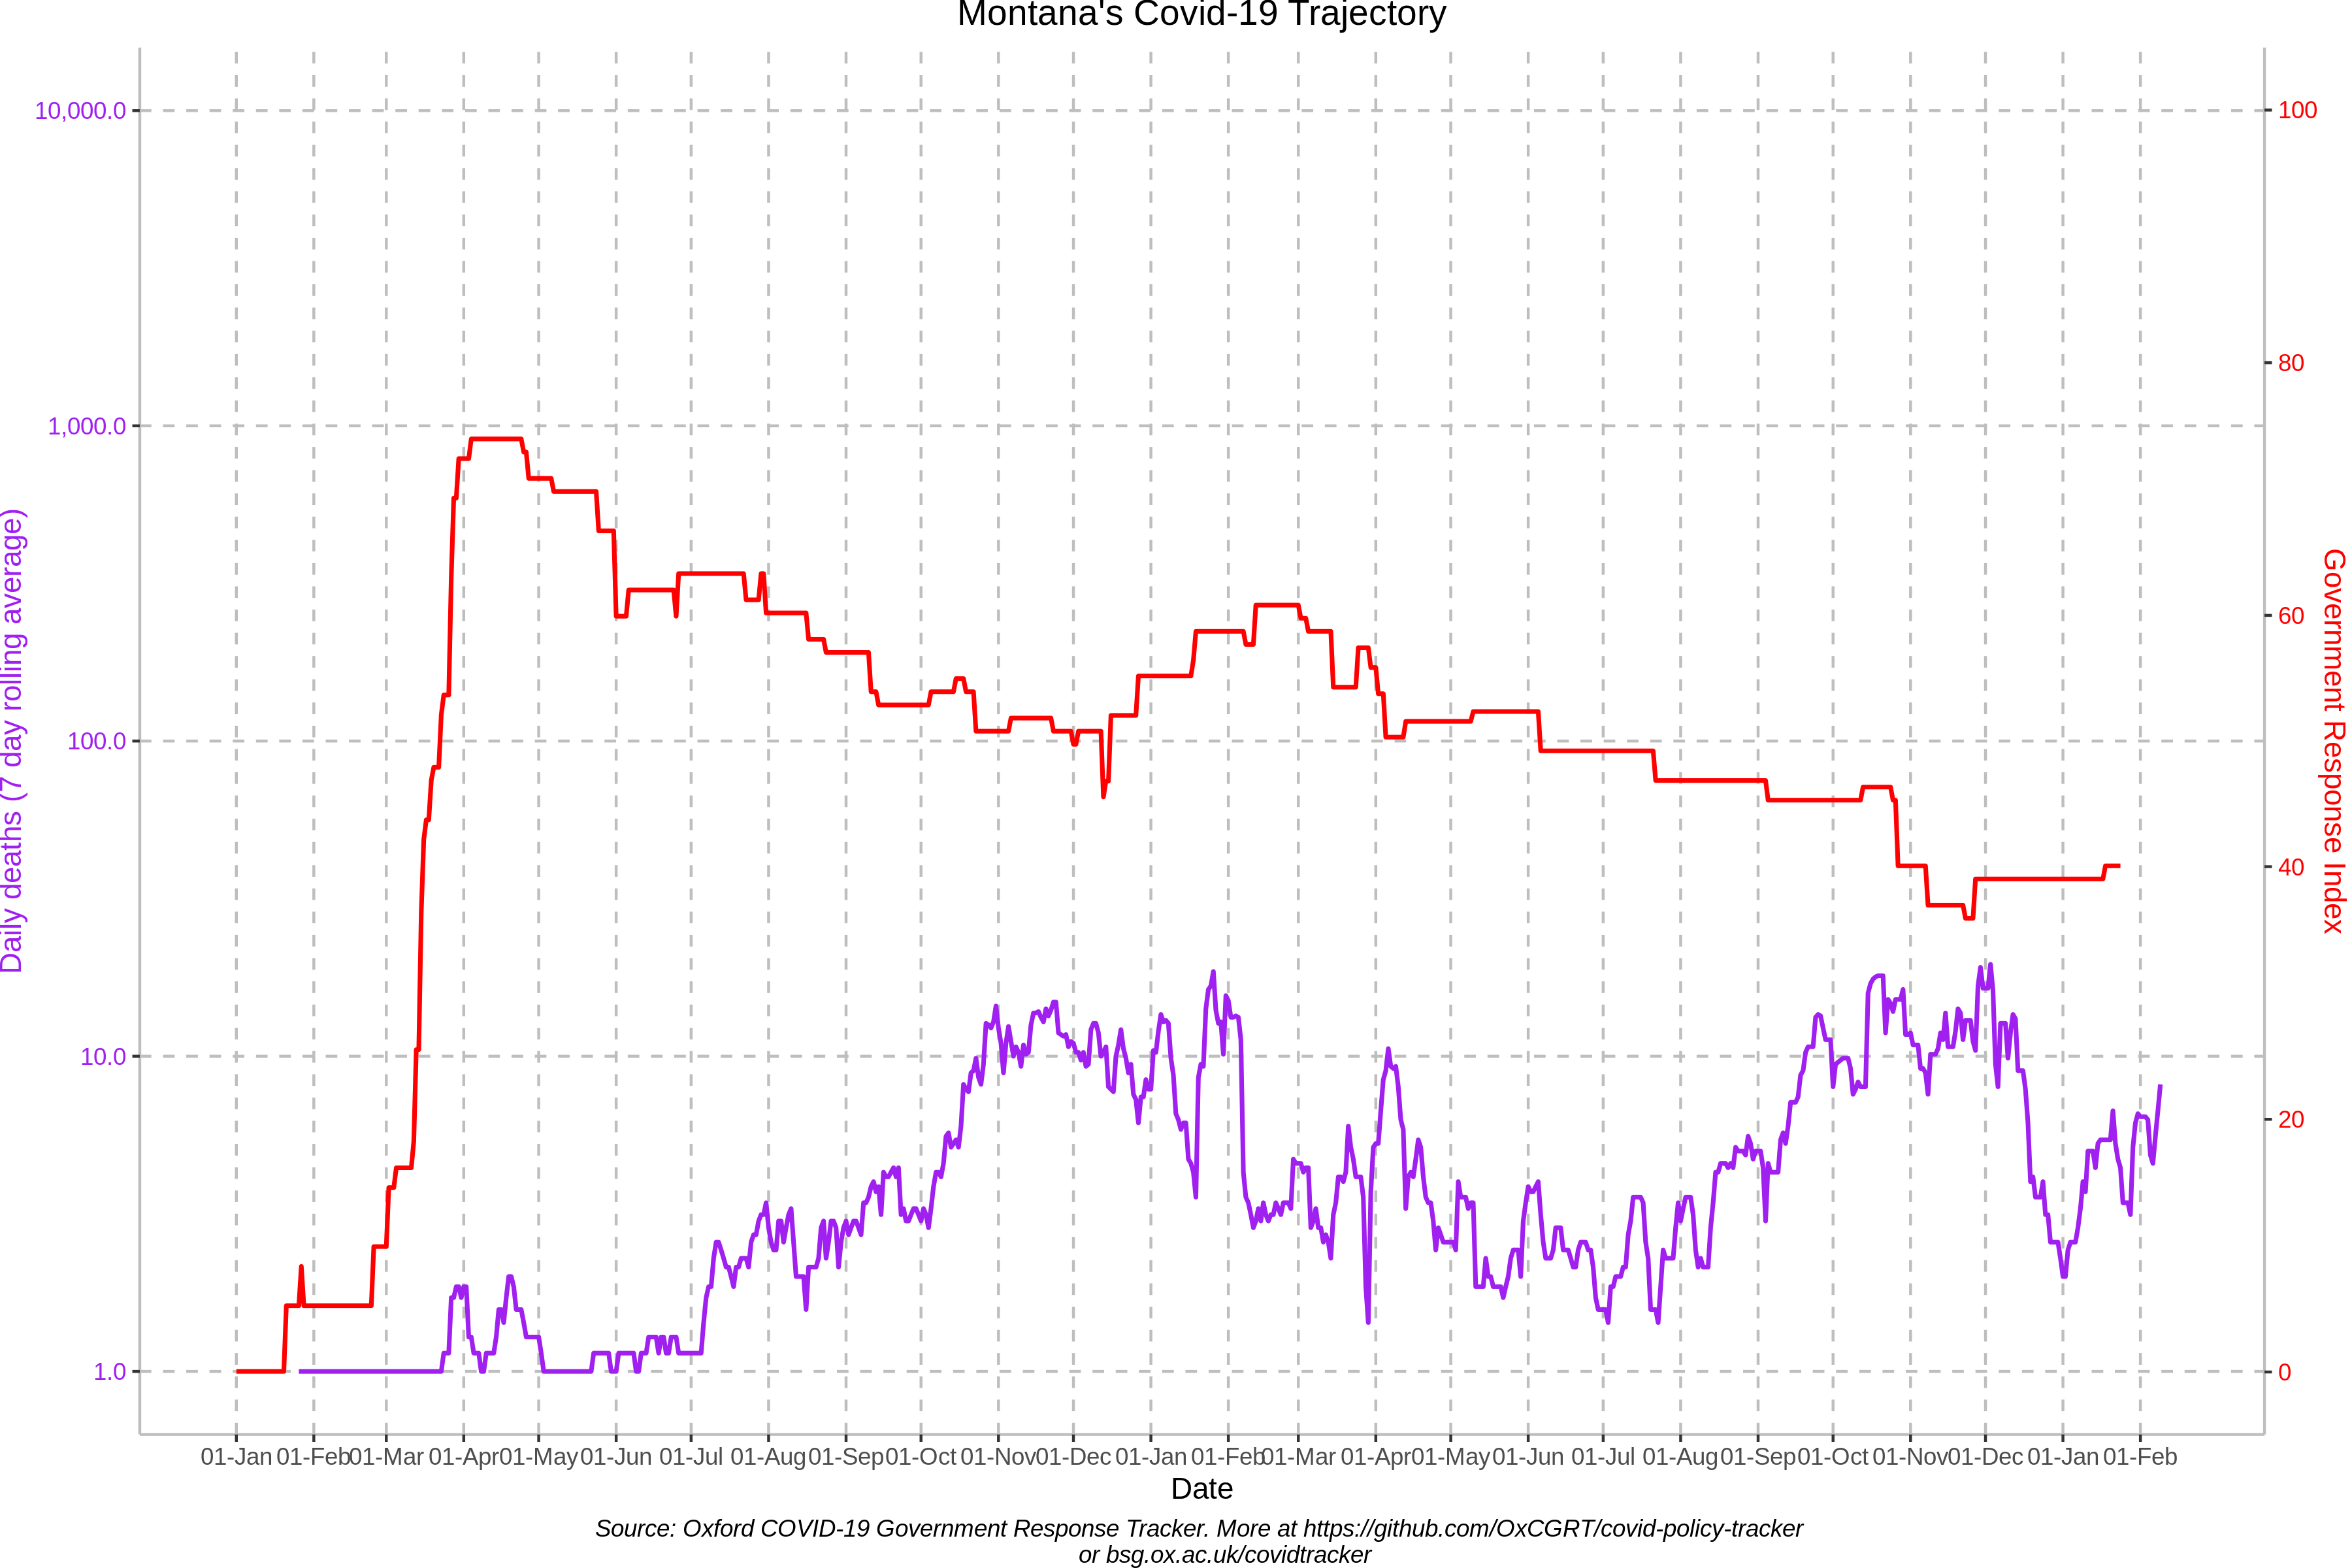 Montana's Covid-19 Trajectory
10,000.0
1,000.0
100.0
10.0
1.0
Daily deaths (7 day rolling average)
100
80
60
40
20
0
Government Response Index
01-Jan 01-Feb 01-Mar 01-Apr 01-May 01-Jun 01-Jul 01-Aug 01-Sep 01-Oct 01-Nov 01-Dec 01-Jan 01-Feb 01-Mar 01-Apr 01-May 01-Jun 01-Jul 01-Aug 01-Sep 01-Oct 01-Nov 01-Dec 01-Jan 01-Feb
Date
Source: Oxford COVID-19 Government Response Tracker. More at https://github.com/OxCGRT/covid-policy-tracker
or bsg.ox.ac.uk/covidtracker